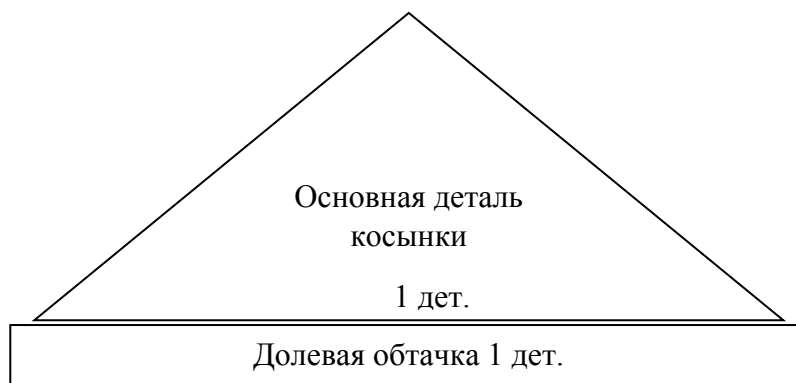 Основная деталь
косынки
1 дет.
Долевая обтачка 1 дет.